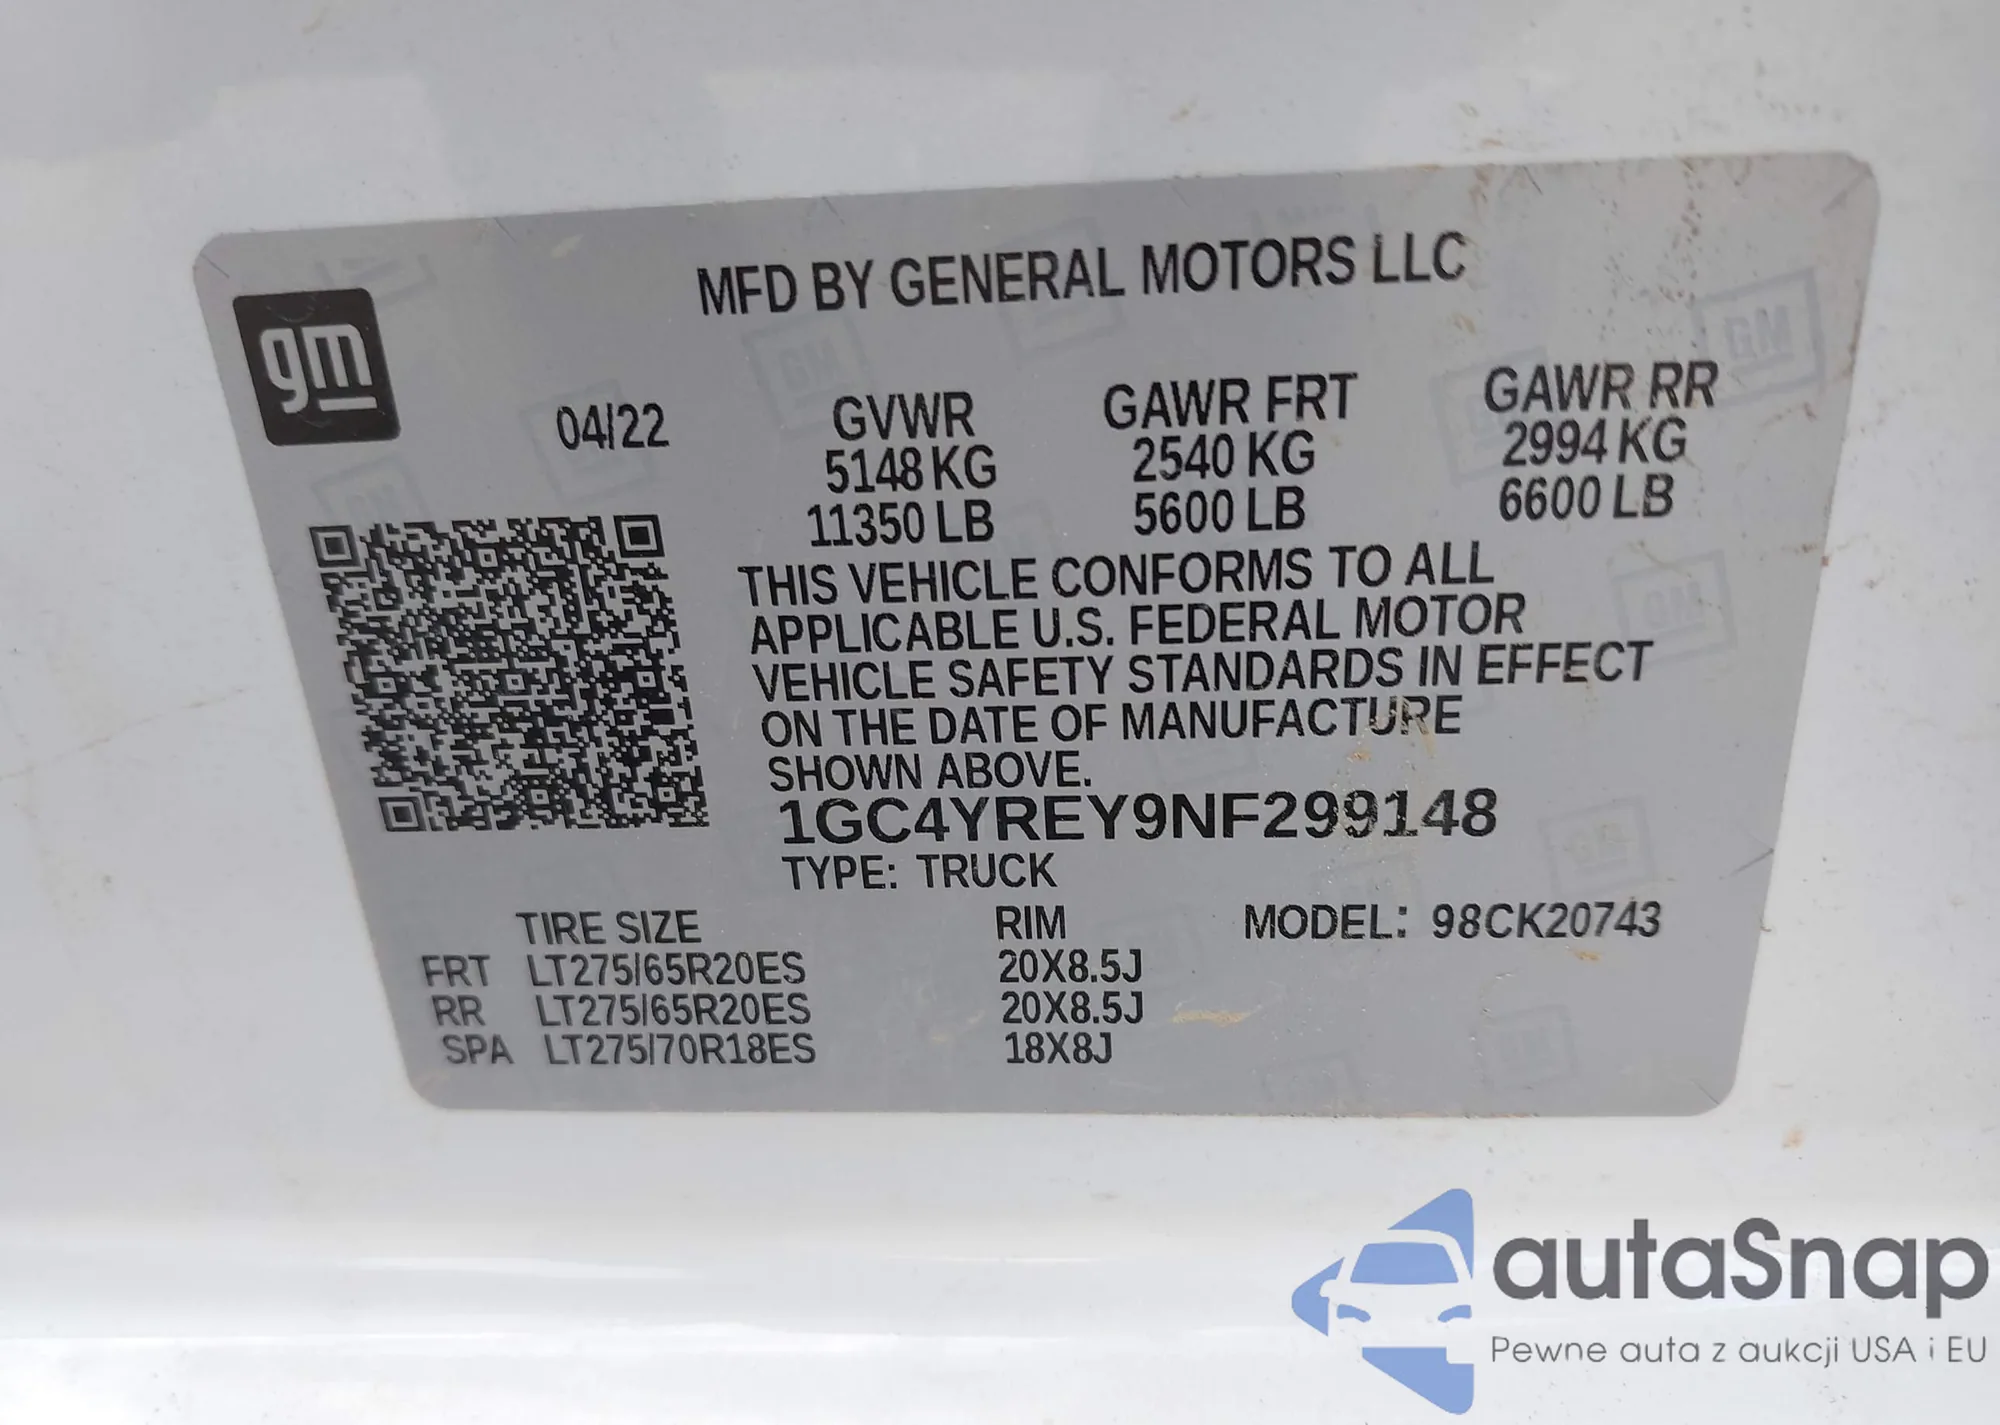 MFD BY GENERAL MOTORS LLC
gm
04/22
GVWR GAWR FRT GAWR RR
5148 KG 2540 KG 2994 KG
11350 LB 5600 LB 6600 LB
THIS VEHICLE CONFORMS TO ALL
APPLICABLE U.S. FEDERAL MOTOR
VEHICLE SAFETY STANDARDS IN EFFECT
ON THE DATE OF MANUFACTURE
SHOWN ABOVE.
1GC4YREY9NF299148
TYPE: TRUCK
TIRE SIZE RIM MODEL: 98CK20743
FRT LT275/65R20ES 20X8.5J
RR LT275/65R20ES 20X8.5J
SPA LT275/70R18ES 18X8J
autaSnap
Pewne auta z aukcji USA i EU